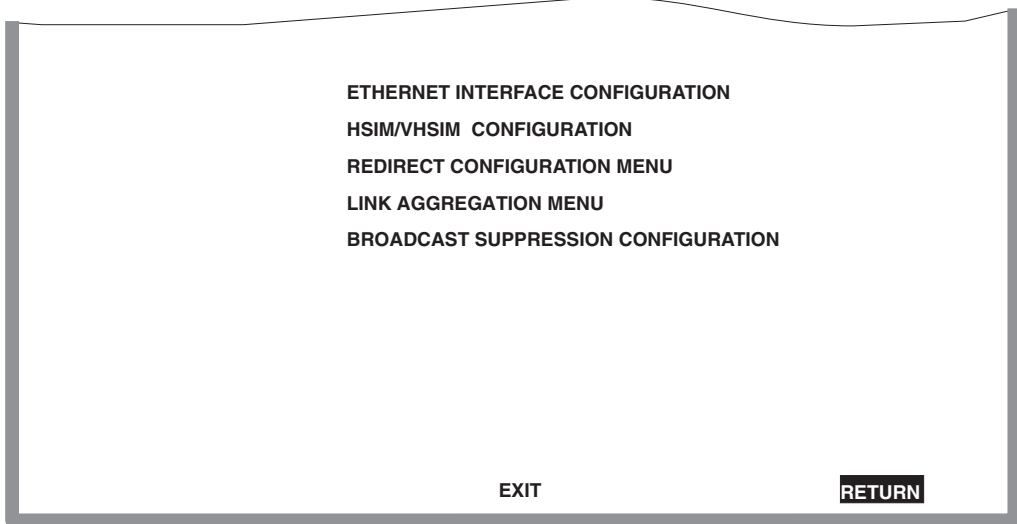 ETHERNET INTERFACE CONFIGURATION
HSIM/VHSIM CONFIGURATION
REDIRECT CONFIGURATION MENU
LINK AGGREGATION MENU
BROADCAST SUPPRESSION CONFIGURATION
EXIT RETURN